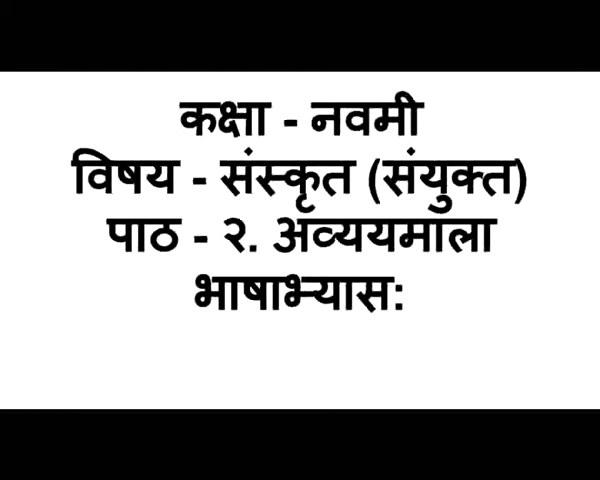 कक्षा - नवमी
विषय - संस्कृत (संयुक्त)
पाठ - २. अव्ययमाला
भाषाभ्यास: